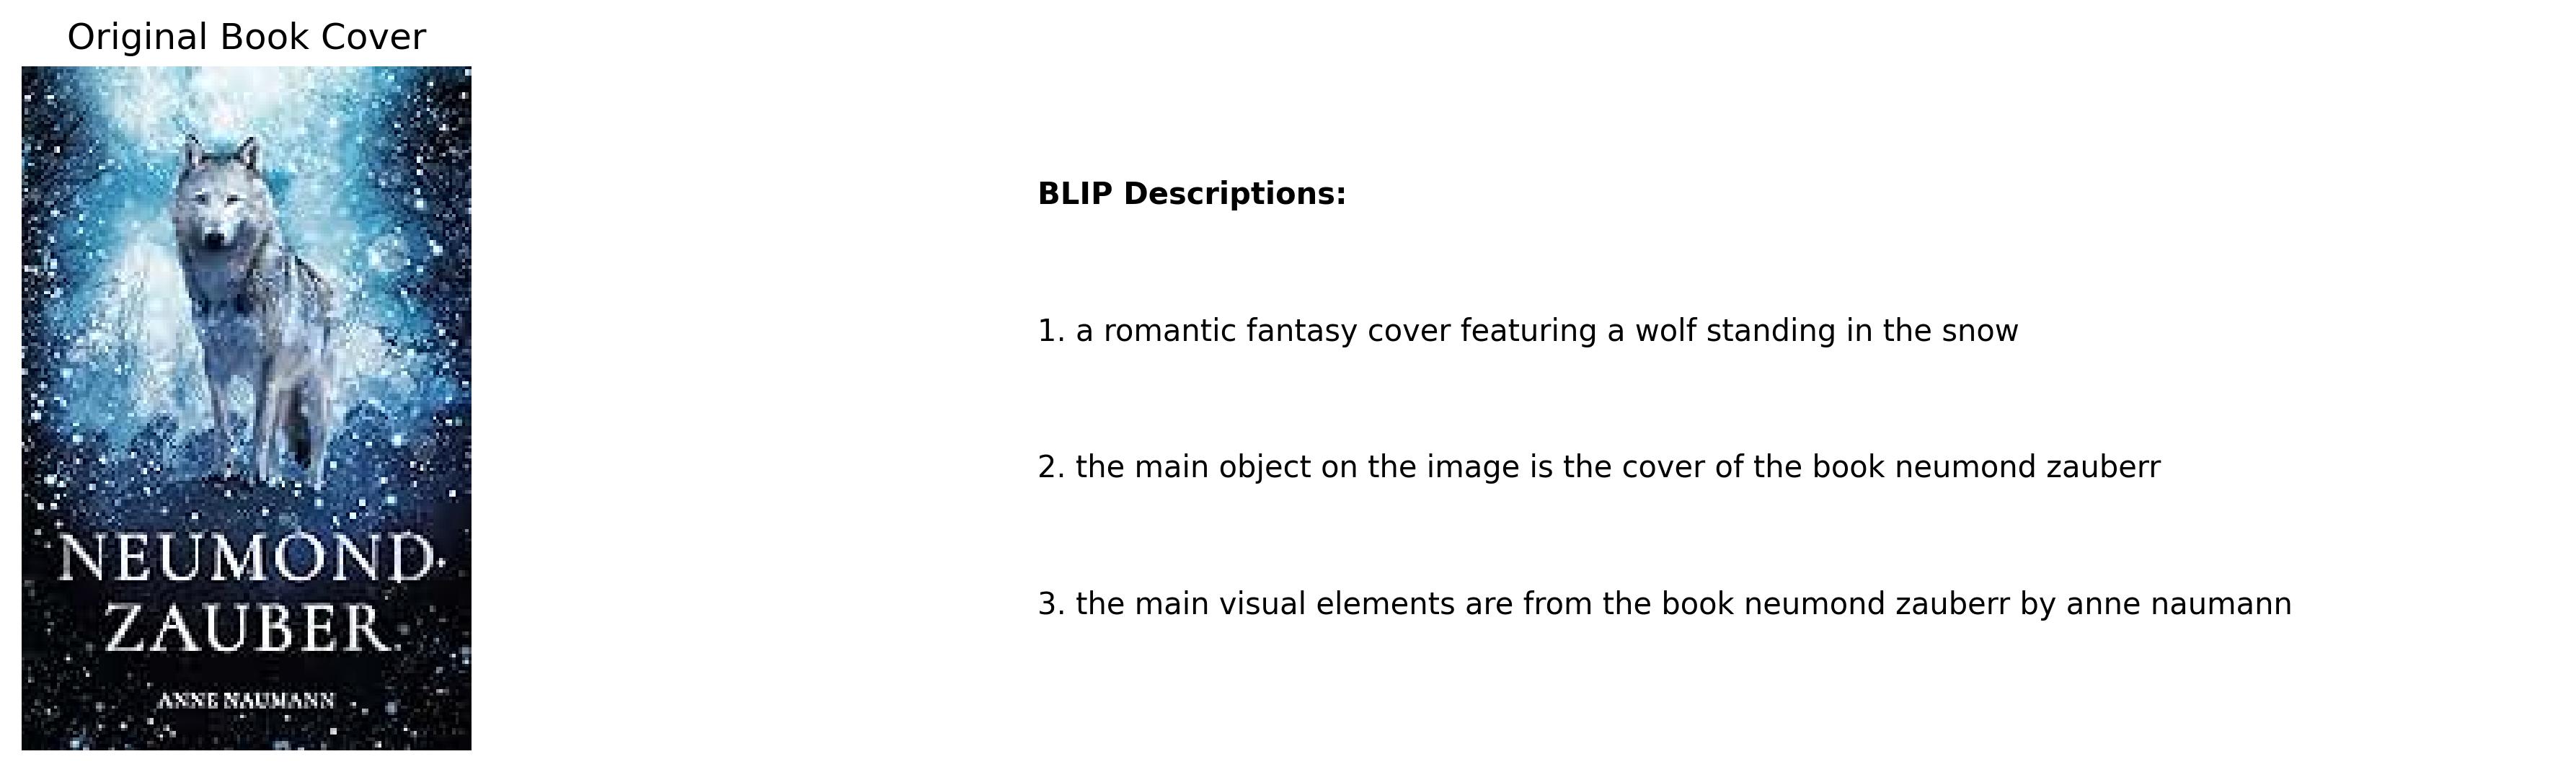 Original Book Cover
NEUMOND
ZAUBER
ANNE NAUMANN
BLIP Descriptions:
1. a romantic fantasy cover featuring a wolf standing in the snow
2. the main object on the image is the cover of the book neumond zauberr
3. the main visual elements are from the book neumond zauberr by anne naumann